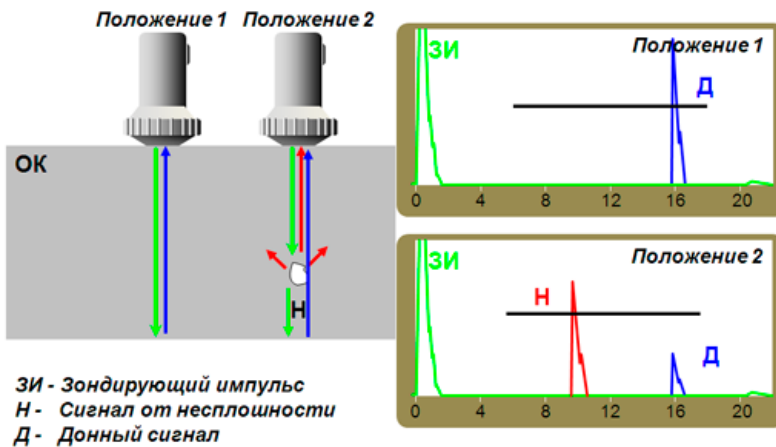 Положение 1 Положение 2
ОК
Н
ЗИ - Зондирующий импульс
Н - Сигнал от несплошности
Д - Донный сигнал
ЗИ
Положение 1
Д
0 4 8 12 16 20
ЗИ
Положение 2
Н
Д
0 4 8 12 16 20